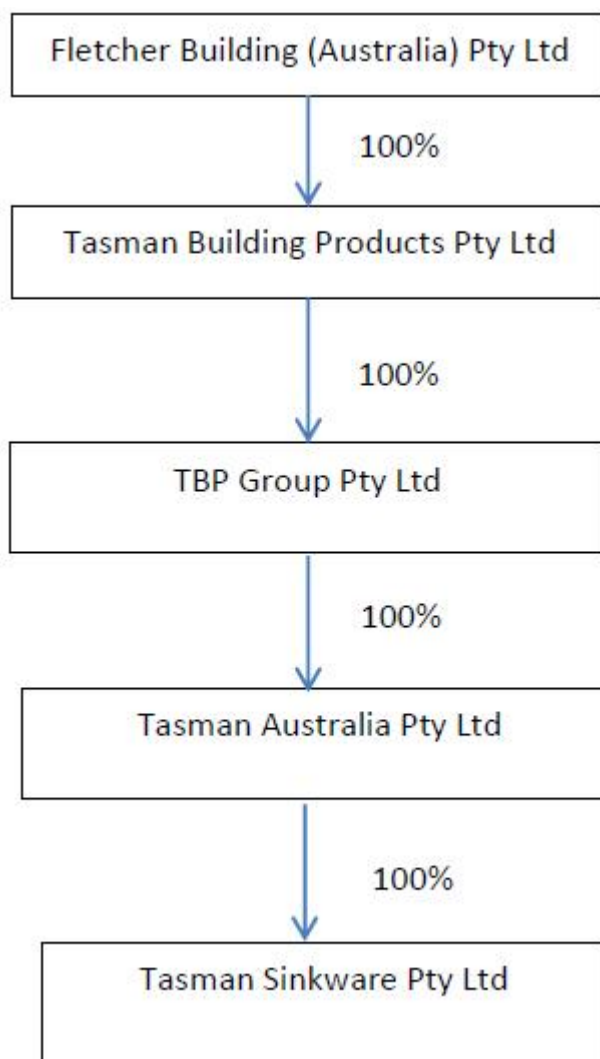 Fletcher Building (Australia) Pty Ltd
100%
Tasman Building Products Pty Ltd
100%
TBP Group Pty Ltd
100%
Tasman Australia Pty Ltd
100%
Tasman Sinkware Pty Ltd